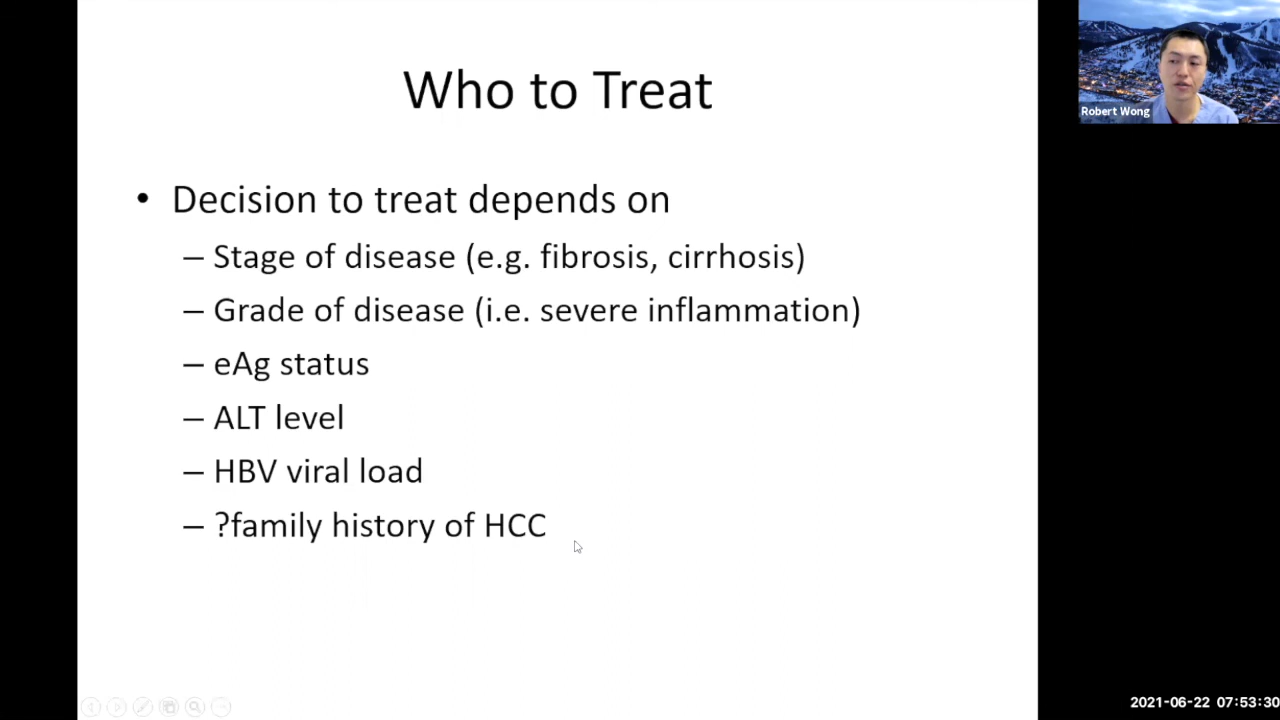 Who to Treat
• Decision to treat depends on
– Stage of disease (e.g. fibrosis, cirrhosis)
– Grade of disease (i.e. severe inflammation)
– eAg status
– ALT level
– HBV viral load
– ?family history of HCC
Robert Wong
2021-06-22 07:53:30